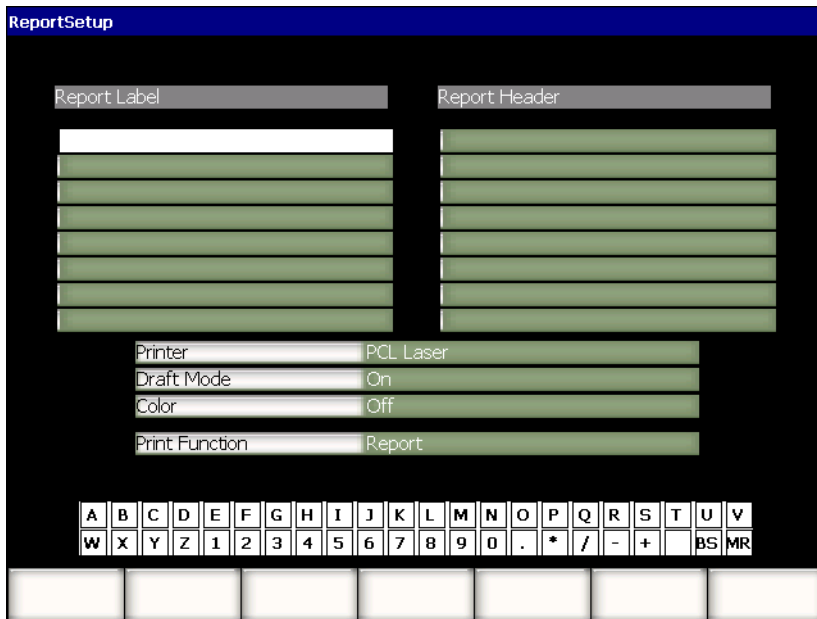 ReportSetup
Report Label Report Header
Printer PCL Laser
Draft Mode On
Color Off
Print Function Report
A B C D E F G H I J K L M N O P Q R S T U V
W X Y Z 1 2 3 4 5 6 7 8 9 0 . * / - + BS MR